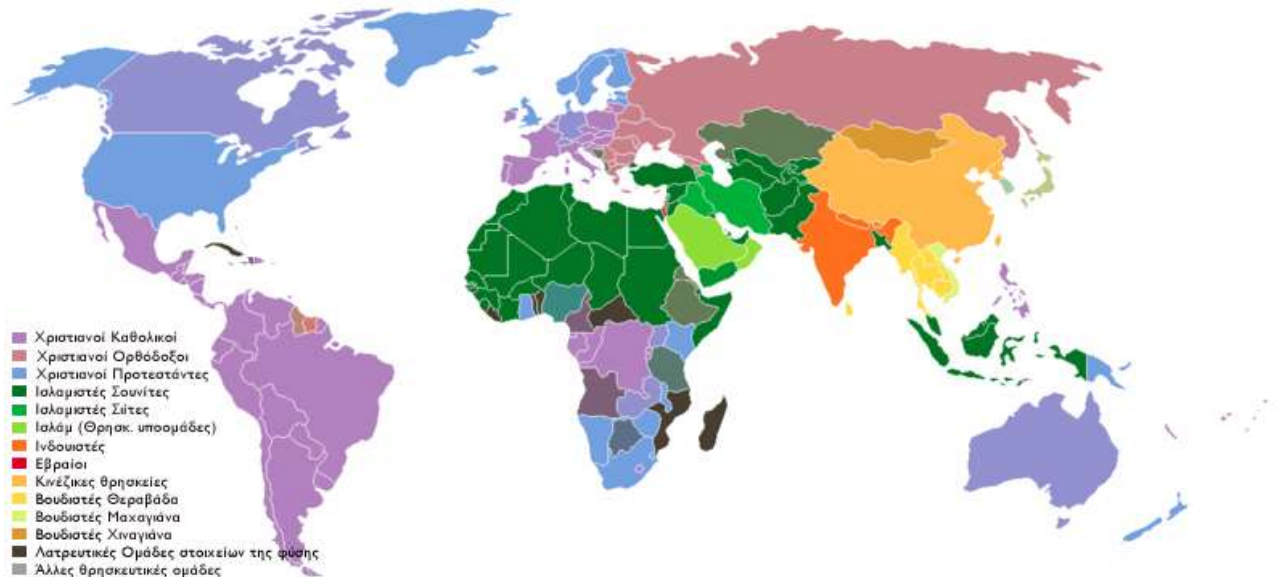 Χριστιανοί Καθολικοί
Χριστιανοί Ορθόδοξοι
Χριστιανοί Προτεστάντες
Ισλαμιστές Σουνίτες
Ισλαμιστές Σιίτες
Ισλάμ (Θρησκ. υποομάδες)
Ινδουιστές
Εβραίοι
Κινέζικες θρησκείες
Βουδιστές Θεραβάδα
Βουδιστές Μαχαγιάνα
Βουδιστές Χιναγιάνα
Λατρευτικές Ομάδες στοιχείων της φύσης
Άλλες θρησκευτικές ομάδες